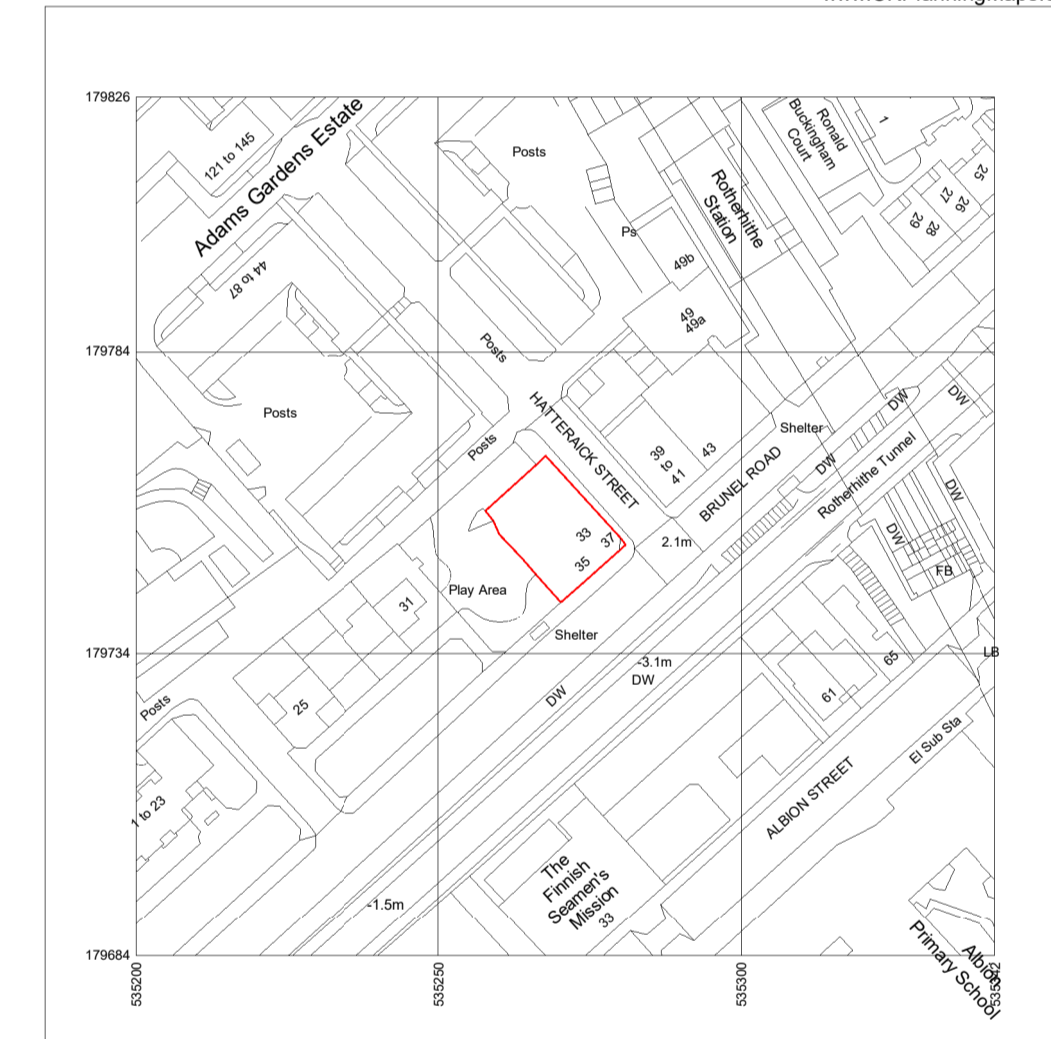 179826
121 to 145
Adams Gardens Estate
Posts
Ronald
Buckingham
Court
1
25
26
27
28
29
Rotherhithe
Station
Ps
49b
44 to 87
49
49a
179784
Posts
Posts
HATTERAICK STREET
Posts
39
to
41
43
Shelter
BRUNEL ROAD
DW
DW
DW
Rotherhithe Tunnel
DW
DW
FB
33
37
35
2.1m
Play Area
31
Shelter
179734
-3.1m
DW
LB
65
61
DW
Posts
25
El Sub Sta
ALBION STREET
1 to 23
The
Finnish
Seamen's
Mission
33
-1.5m
Albion
Primary School
179684
535200
535250
535300